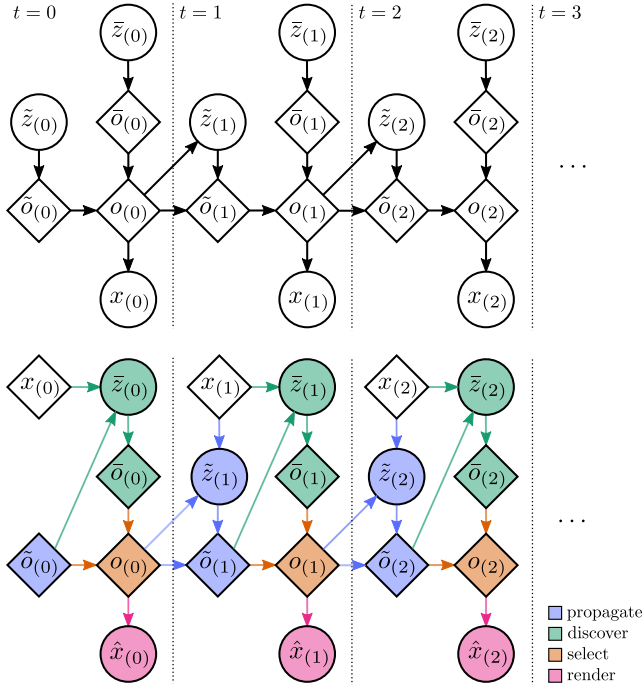 t = 0 t = 1 t = 2 t = 3
z̄(0) z̄(1) z̄(2)
z̃(0) ō(0) z̃(1) ō(1) z̃(2) ō(2)
...
õ(0) o(0) õ(1) o(1) õ(2) o(2)
x(0) x(1) x(2)
x(0) z̄(0) x(1) z̄(1) x(2) z̄(2)
ō(0) z̃(1) ō(1) z̃(2) ō(2)
...
õ(0) o(0) õ(1) o(1) õ(2) o(2)
x̂(0) x̂(1) x̂(2)
propagate
discover
select
render